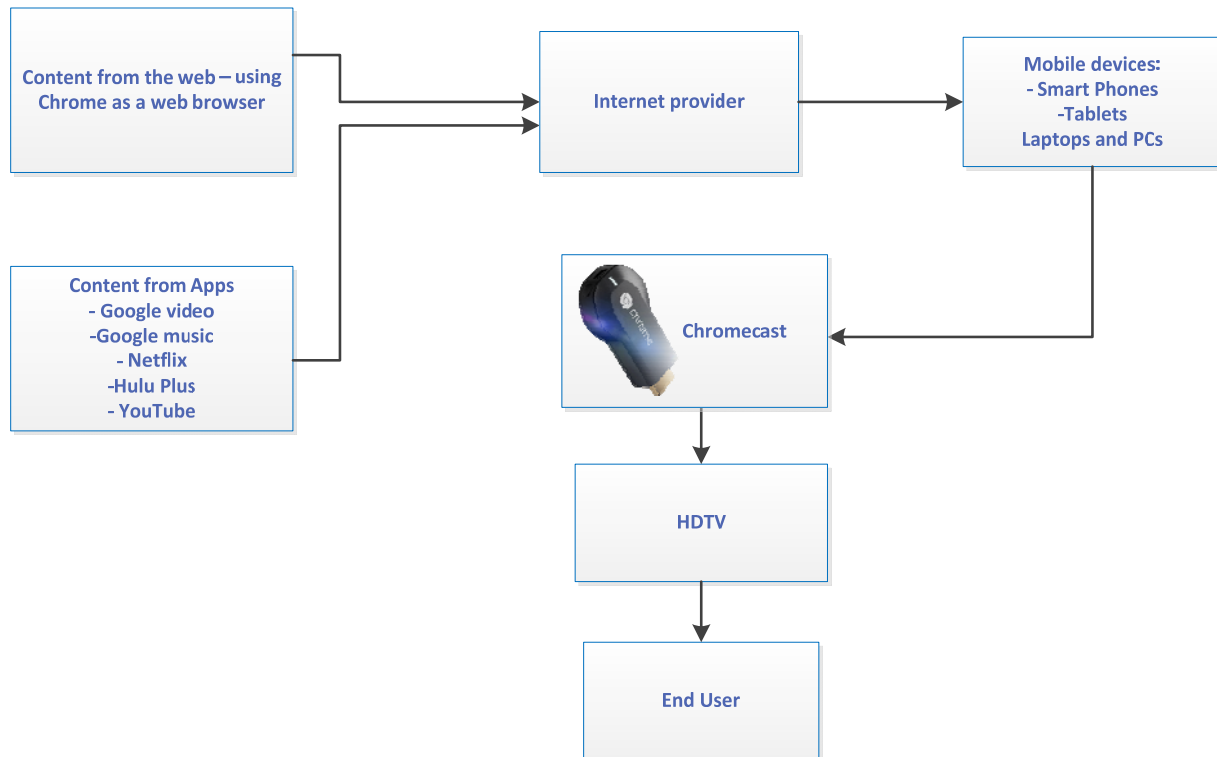 Content from the web – using
Chrome as a web browser
Internet provider
Mobile devices:
- Smart Phones
-Tablets
Laptops and PCs
Content from Apps
- Google video
-Google music
- Netflix
-Hulu Plus
- YouTube
chrome
Chromecast
HDTV
End User